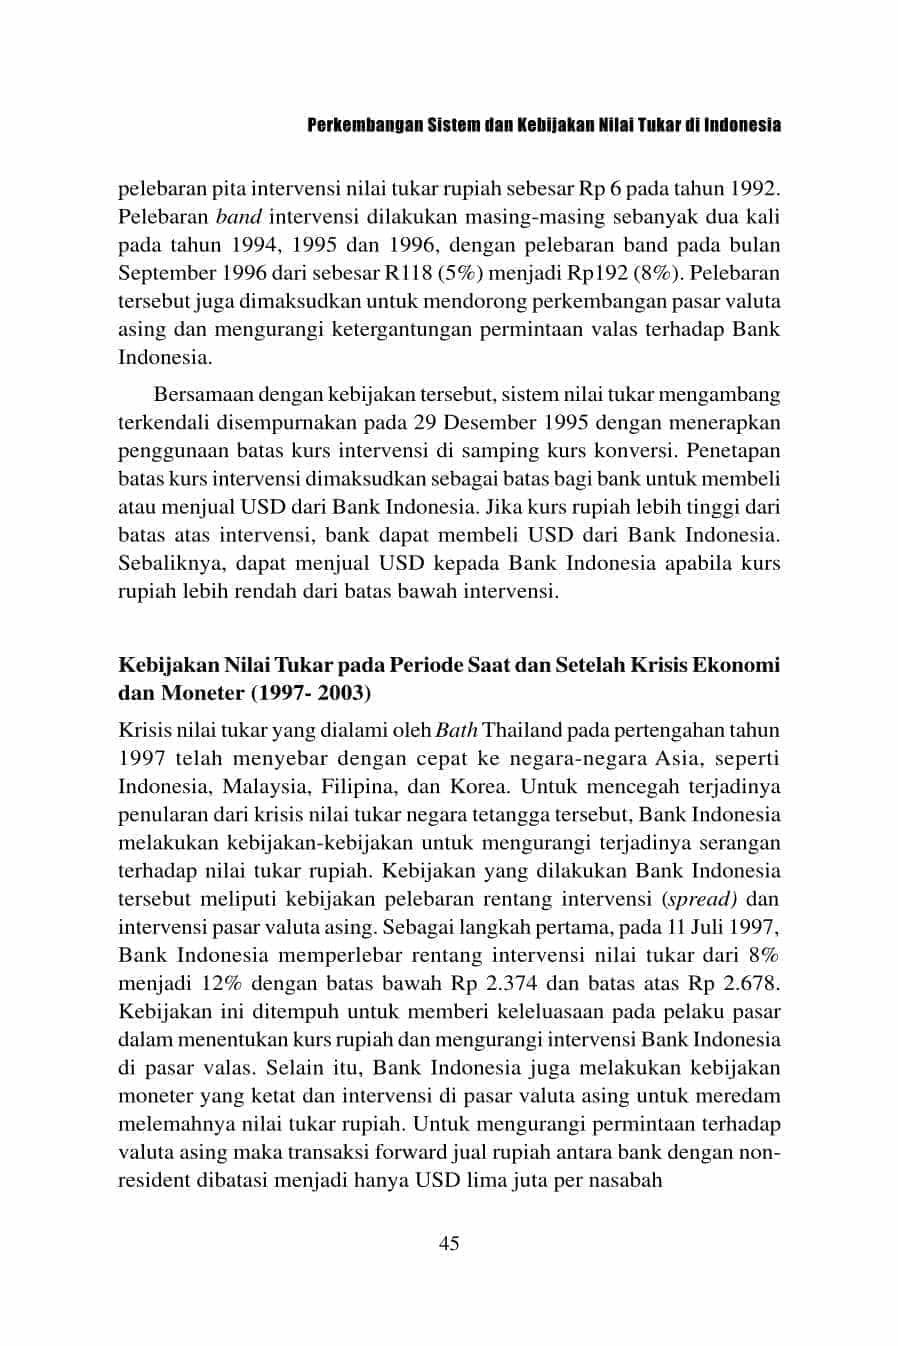 Perkembangan Sistem dan Kebijakan Nilai Tukar di Indonesia
pelebaran pita intervensi nilai tukar rupiah sebesar Rp 6 pada tahun 1992.
Pelebaran band intervensi dilakukan masing-masing sebanyak dua kali
pada tahun 1994, 1995 dan 1996, dengan pelebaran band pada bulan
September 1996 dari sebesar R118 (5%) menjadi Rp192 (8%). Pelebaran
tersebut juga dimaksudkan untuk mendorong perkembangan pasar valuta
asing dan mengurangi ketergantungan permintaan valas terhadap Bank
Indonesia.
Bersamaan dengan kebijakan tersebut, sistem nilai tukar mengambang
terkendali disempurnakan pada 29 Desember 1995 dengan menerapkan
penggunaan batas kurs intervensi di samping kurs konversi. Penetapan
batas kurs intervensi dimaksudkan sebagai batas bagi bank untuk membeli
atau menjual USD dari Bank Indonesia. Jika kurs rupiah lebih tinggi dari
batas atas intervensi, bank dapat membeli USD dari Bank Indonesia.
Sebaliknya, dapat menjual USD kepada Bank Indonesia apabila kurs
rupiah lebih rendah dari batas bawah intervensi.
Kebijakan Nilai Tukar pada Periode Saat dan Setelah Krisis Ekonomi
dan Moneter (1997- 2003)
Krisis nilai tukar yang dialami oleh Bath Thailand pada pertengahan tahun
1997 telah menyebar dengan cepat ke negara-negara Asia, seperti
Indonesia, Malaysia, Filipina, dan Korea. Untuk mencegah terjadinya
penularan dari krisis nilai tukar negara tetangga tersebut, Bank Indonesia
melakukan kebijakan-kebijakan untuk mengurangi terjadinya serangan
terhadap nilai tukar rupiah. Kebijakan yang dilakukan Bank Indonesia
tersebut meliputi kebijakan pelebaran rentang intervensi (spread) dan
intervensi pasar valuta asing. Sebagai langkah pertama, pada 11 Juli 1997,
Bank Indonesia memperlebar rentang intervensi nilai tukar dari 8%
menjadi 12% dengan batas bawah Rp 2.374 dan batas atas Rp 2.678.
Kebijakan ini ditempuh untuk memberi keleluasaan pada pelaku pasar
dalam menentukan kurs rupiah dan mengurangi intervensi Bank Indonesia
di pasar valas. Selain itu, Bank Indonesia juga melakukan kebijakan
moneter yang ketat dan intervensi di pasar valuta asing untuk meredam
melemahnya nilai tukar rupiah. Untuk mengurangi permintaan terhadap
valuta asing maka transaksi forward jual rupiah antara bank dengan non-
resident dibatasi menjadi hanya USD lima juta per nasabah
45